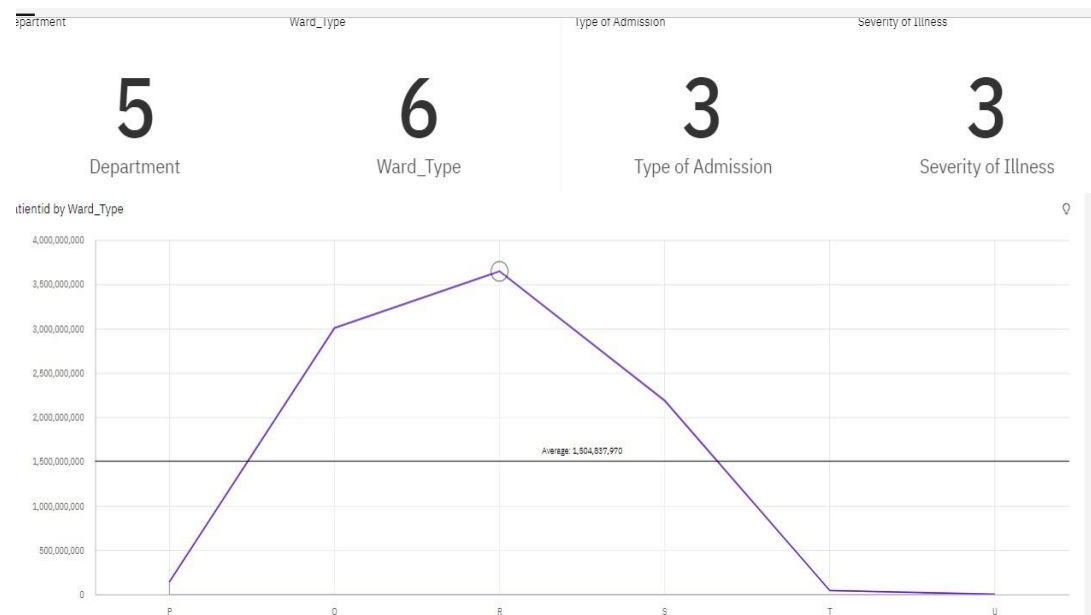 epartment Ward_Type Type of Admission Severity of Illness
5 6 3 3
Department Ward_Type Type of Admission Severity of Illness
atientid by Ward_Type
4,000,000,000
3,500,000,000
3,000,000,000
2,500,000,000
2,000,000,000
Average: 1,504,837,970
1,500,000,000
1,000,000,000
500,000,000
0
P Q R S T U